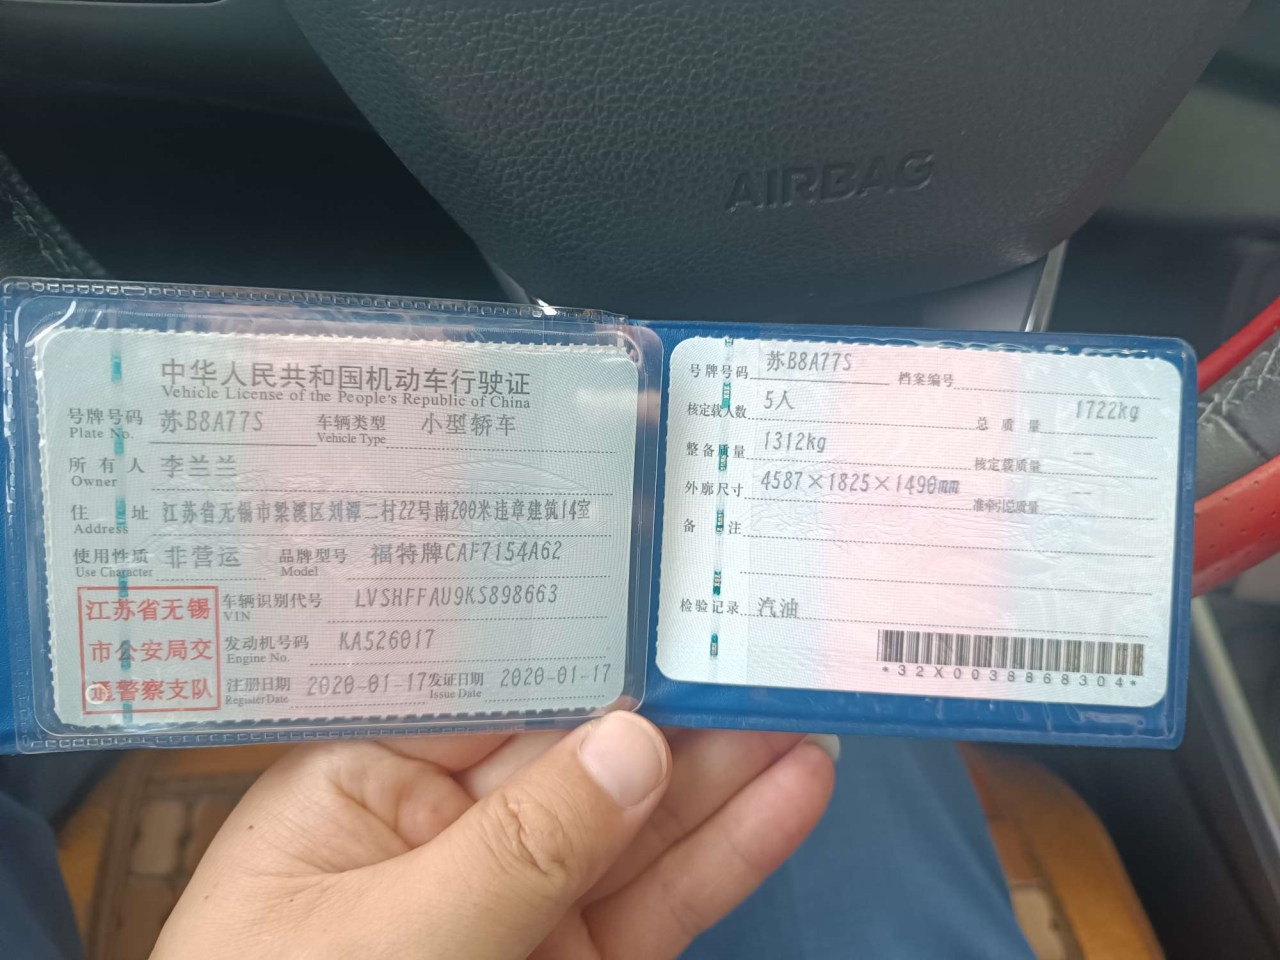 AIRBAG
中华人民共和国机动车行驶证
Vehicle License of the People's Republic of China
号牌号码 苏B8A77S 车辆类型 小型轿车
Plate No. Vehicle Type
所有人 李兰兰
Owner
住址 江苏省无锡市梁溪区刘潭二村22号南200米违章建筑14室
Address
使用性质 非营运 品牌型号 福特牌CAF7154A62
Use Character Model
车辆识别代号 LVSHFFAU9KS898663
VIN
发动机号码 KA526017
Engine No.
注册日期 2020-01-17 发证日期 2020-01-17
Register Date Issue Date
江苏省无锡
市公安局交
通警察支队
号牌号码 苏B8A77S 档案编号
核定载人数 5人 总质量 1722kg
整备质量 1312kg 核定载质量 --
外廓尺寸 4587×1825×1490mm 准牵引总质量 --
备注
检验记录 汽油
*32X0038868304*